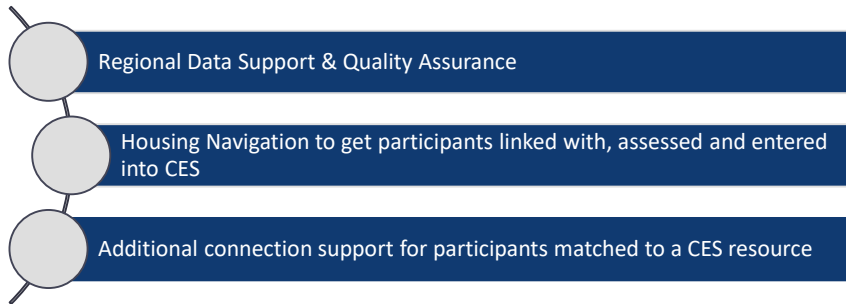 Regional Data Support & Quality Assurance
Housing Navigation to get participants linked with, assessed and entered
into CES
Additional connection support for participants matched to a CES resource